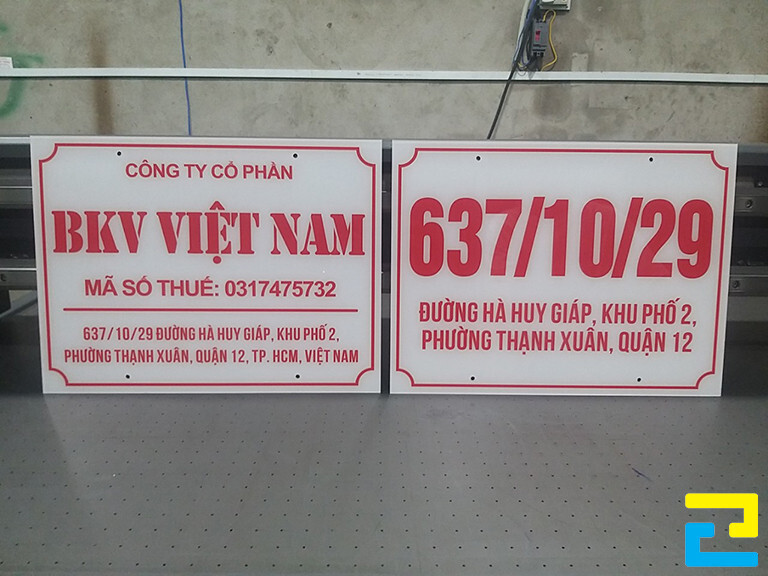 CÔNG TY CỔ PHẦN
BKV VIỆT NAM
MÃ SỐ THUẾ: 0317475732
637/10/29 ĐƯỜNG HÀ HUY GIÁP, KHU PHỐ 2,
PHƯỜNG THẠNH XUÂN, QUẬN 12, TP. HCM, VIỆT NAM
637/10/29
ĐƯỜNG HÀ HUY GIÁP, KHU PHỐ 2,
PHƯỜNG THẠNH XUÂN, QUẬN 12